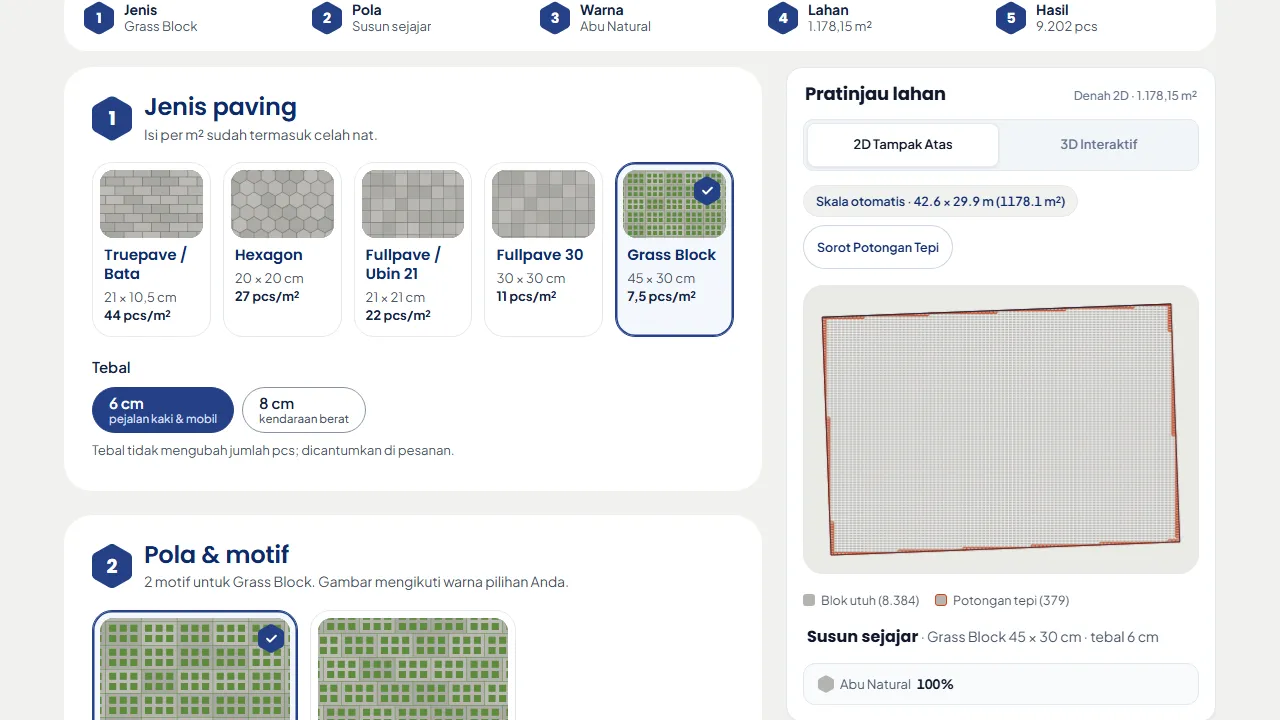 1 Jenis
Grass Block
2 Pola
Susun sejajar
3 Warna
Abu Natural
4 Lahan
1.178,15 m²
5 Hasil
9.202 pcs
1 Jenis paving
Isi per m² sudah termasuk celah nat.
Truepave /
Bata
21 × 10,5 cm
44 pcs/m²
Hexagon
20 × 20 cm
27 pcs/m²
Fullpave /
Ubin 21
21 × 21 cm
22 pcs/m²
Fullpave 30
30 × 30 cm
11 pcs/m²
Grass Block
45 × 30 cm
7,5 pcs/m²
Tebal
6 cm
pejalan kaki & mobil
8 cm
kendaraan berat
Tebal tidak mengubah jumlah pcs; dicantumkan di pesanan.
2 Pola & motif
2 motif untuk Grass Block. Gambar mengikuti warna pilihan Anda.
Pratinjau lahan
Denah 2D · 1.178,15 m²
2D Tampak Atas
3D Interaktif
Skala otomatis · 42.6 × 29.9 m (1178.1 m²)
Sorot Potongan Tepi
Blok utuh (8.384)
Potongan tepi (379)
Susun sejajar · Grass Block 45 × 30 cm · tebal 6 cm
Abu Natural 100%